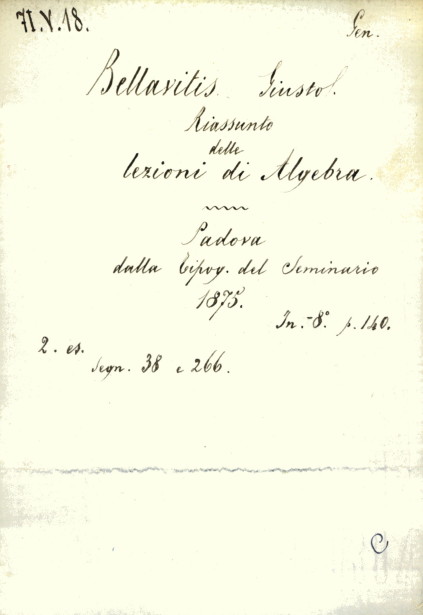 71.V.18.
Gen.
Bellavitis Giusto.
Riassunto
delle
lezioni di Algebra.
Padova
dalla Tipog. del Seminario
1875.
In.-8° p. 140.
2. es.
Segn. 38 e 266.
C